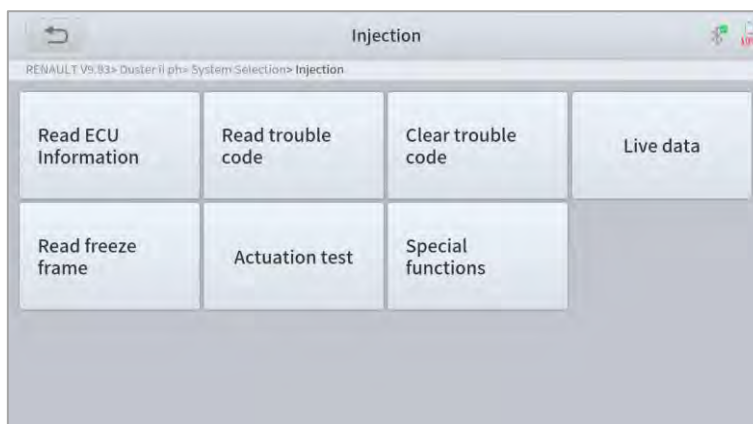 Injection
RENAULT V9.93> Duster ii ph> System Selection> Injection
Read ECU
Information
Read trouble
code
Clear trouble
code
Live data
Read freeze
frame
Actuation test
Special
functions